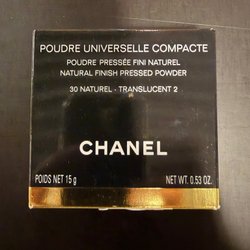 POUDRE UNIVERSELLE COMPACTE
POUDRE PRESSÉE FINI NATUREL
NATURAL FINISH PRESSED POWDER
30 NATUREL - TRANSLUCENT 2
CHANEL
POIDS NET 15 g NET WT. 0.53 OZ.